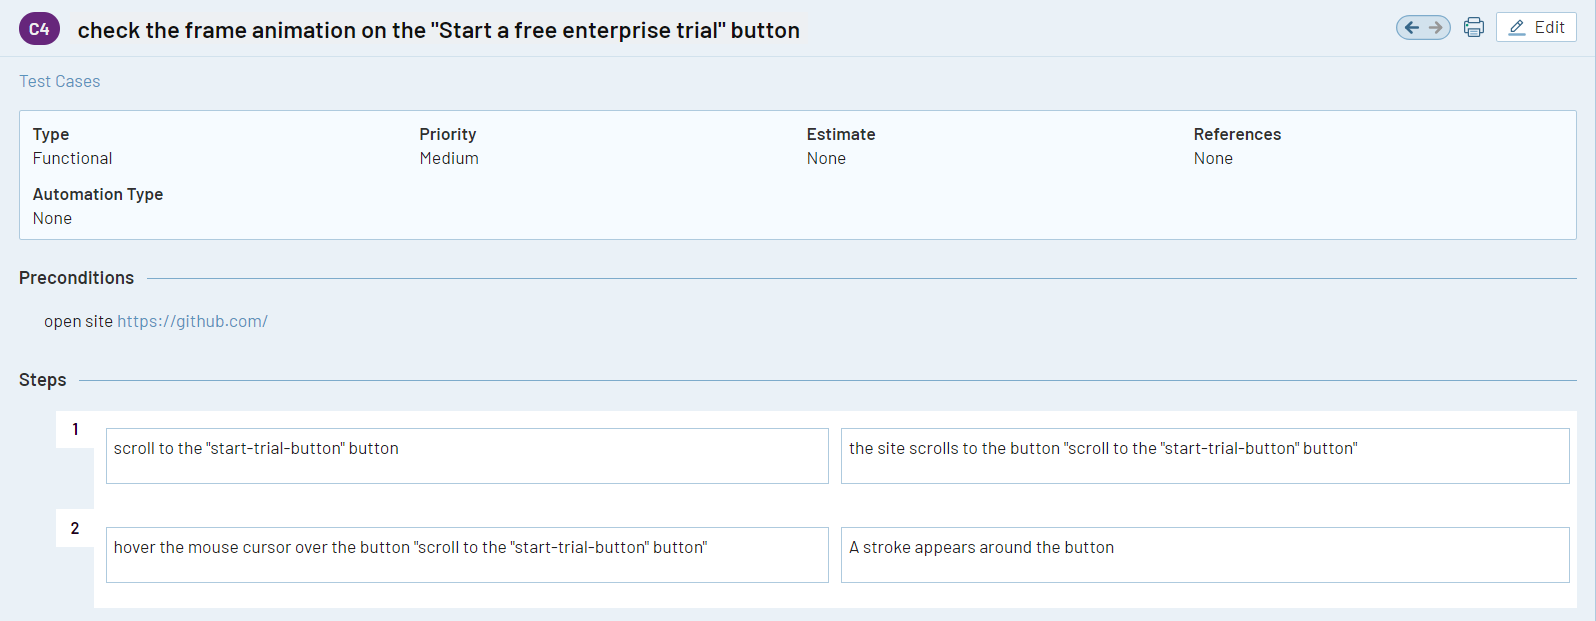 C4 check the frame animation on the "Start a free enterprise trial" button Edit
Test Cases
Type Priority Estimate References
Functional Medium None None
Automation Type
None
Preconditions
open site https://github.com/
Steps
1
scroll to the "start-trial-button" button
the site scrolls to the button "scroll to the "start-trial-button" button"
2
hover the mouse cursor over the button "scroll to the "start-trial-button" button"
A stroke appears around the button